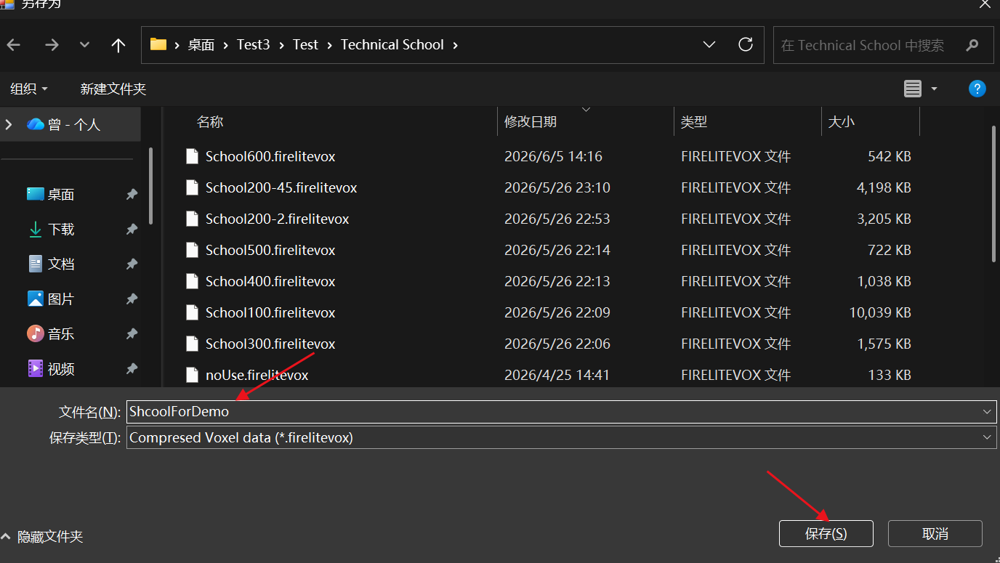 另存为
桌面 › Test3 › Test › Technical School ›
在 Technical School 中搜索
组织 新建文件夹
曾 - 个人
桌面
下载
文档
图片
音乐
视频
名称 修改日期 类型 大小
School600.firelitevox 2026/6/5 14:16 FIRELITEVOX 文件 542 KB
School200-45.firelitevox 2026/5/26 23:10 FIRELITEVOX 文件 4,198 KB
School200-2.firelitevox 2026/5/26 22:53 FIRELITEVOX 文件 3,205 KB
School500.firelitevox 2026/5/26 22:14 FIRELITEVOX 文件 722 KB
School400.firelitevox 2026/5/26 22:13 FIRELITEVOX 文件 1,038 KB
School100.firelitevox 2026/5/26 22:09 FIRELITEVOX 文件 10,039 KB
School300.firelitevox 2026/5/26 22:06 FIRELITEVOX 文件 1,575 KB
noUse.firelitevox 2026/4/25 14:41 FIRELITEVOX 文件 133 KB
文件名(N): ShcoolForDemo
保存类型(T): Compresed Voxel data (*.firelitevox)
隐藏文件夹 保存(S) 取消